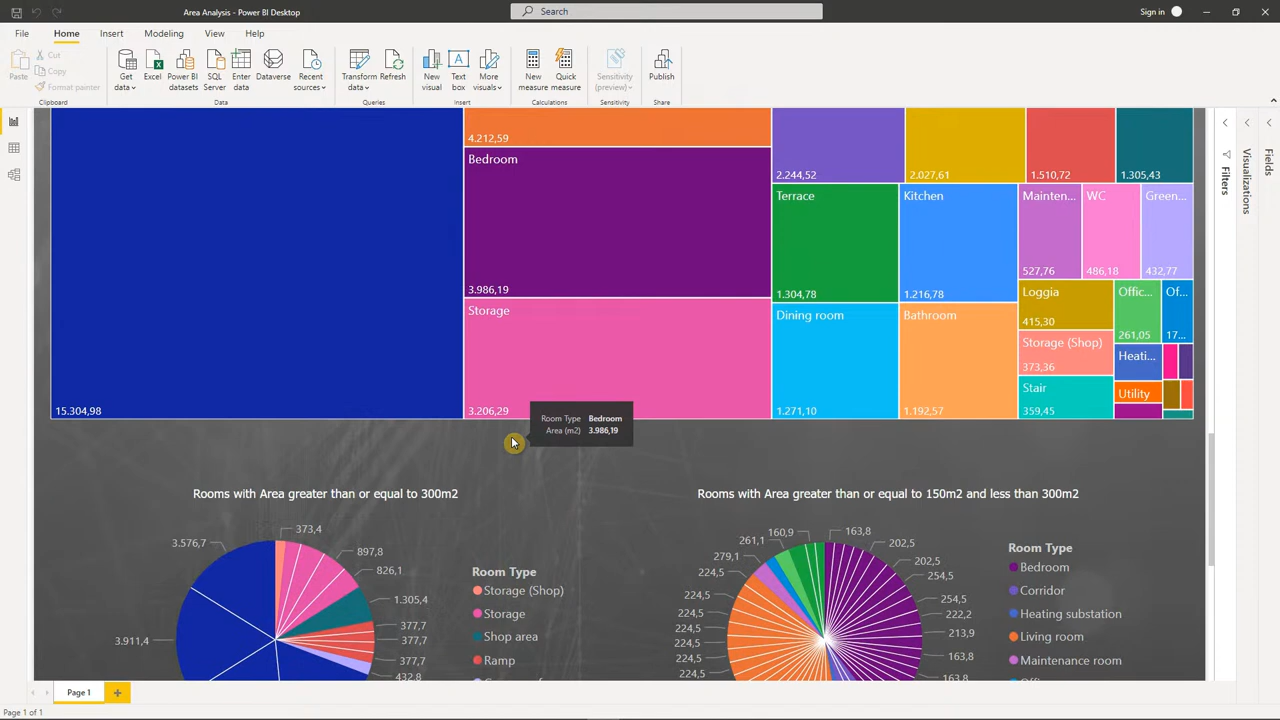 Area Analysis - Power BI Desktop
Search
Sign in
File
Home
Insert
Modeling
View
Help
Paste
Cut
Copy
Format painter
Clipboard
Get data
Excel
Power BI datasets
SQL Server
Enter data
Dataverse
Recent sources
Data
Transform data
Refresh
Queries
New visual
Text box
More visuals
Insert
New measure
Quick measure
Calculations
Sensitivity (preview)
Sensitivity
Publish
Share
15.304,98
4.212,59
Bedroom
3.986,19
Storage
3.206,29
2.244,52
2.027,61
1.510,72
1.305,43
Terrace
1.304,78
Kitchen
1.216,78
Mainten...
527,76
WC
486,18
Green...
432,77
Dining room
1.271,10
Bathroom
1.192,57
Loggia
415,30
Offic...
261,05
Of...
17...
Storage (Shop)
373,36
Heati...
Stair
359,45
Utility
Room Type Bedroom
Area (m2) 3.986,19
Filters
Visualizations
Fields
Rooms with Area greater than or equal to 300m2
3.576,7
373,4
897,8
826,1
1.305,4
377,7
377,7
377,7
432,8
3.911,4
Room Type
Storage (Shop)
Storage
Shop area
Ramp
Rooms with Area greater than or equal to 150m2 and less than 300m2
160,9
261,1
279,1
224,5
224,5
224,5
224,5
224,5
224,5
163,8
202,5
202,5
254,5
254,5
222,2
213,9
163,8
163,8
Room Type
Bedroom
Corridor
Heating substation
Living room
Maintenance room
Page 1
Page 1 of 1